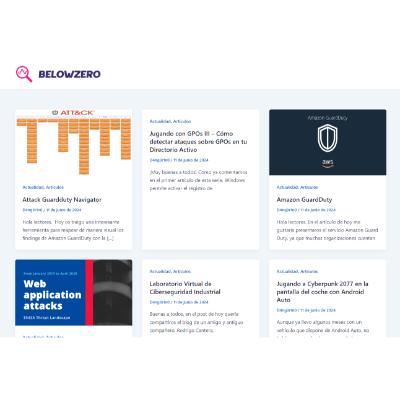 BELOWZERO
ATT&CK
Actualidad, Artículos
Attack Guardduty Navigator
/ 11 de junio de 2024
Hola lectores, Hoy os traigo una interesante
herramienta para mapear de manera visual los
findings de Amazon GuardDuty con la [...]
Actualidad, Artículos
Jugando con GPOs III – Cómo
detectar ataques sobre GPOs en tu
Directorio Activo
/ 11 de junio de 2024
¡Muy buenas a todos! Como ya comentamos
en el primer artículo de esta serie, Windows
permite activar el registro de
Amazon GuardDuty
aws
Actualidad, Artículos
Amazon GuardDuty
/ 11 de junio de 2024
Hola lectores. En el artículo de hoy me
gustaría presentaros el servicio Amazon Guard
Duty, ya que muchas organizaciones cuentan
From January 2019 to April 2020
Web
application
attacks
ENISA Threat Landscape
Actualidad, Artículos
Laboratorio Virtual de
Ciberseguridad Industrial
/ 11 de junio de 2024
Buenas a todos, en el post de hoy quería
compartiros el blog de un amigo y antiguo
compañero, Rodrigo Cantera,
Actualidad, Artículos
Jugando a Cyberpunk 2077 en la
pantalla del coche con Android
Auto
/ 11 de junio de 2024
Aunque ya llevo algunos meses con un
vehículo que dispone de Android Auto, no